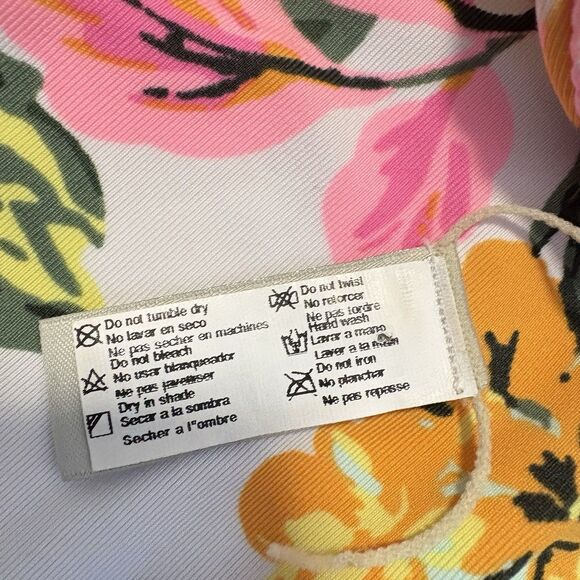 Do not tumble dry
No lavar en seco
Ne pas secher en machines
Do not bleach
No usar blanqueador
Ne pas javeriser
Dry in shade
Secar a la sombra
Secher a l"ombre
Do not twist
No retorcer
Ne pas tordre
Hand wash
Lavar a mano
Laver a la main
Do not iron
No planchar
Ne pas repasse